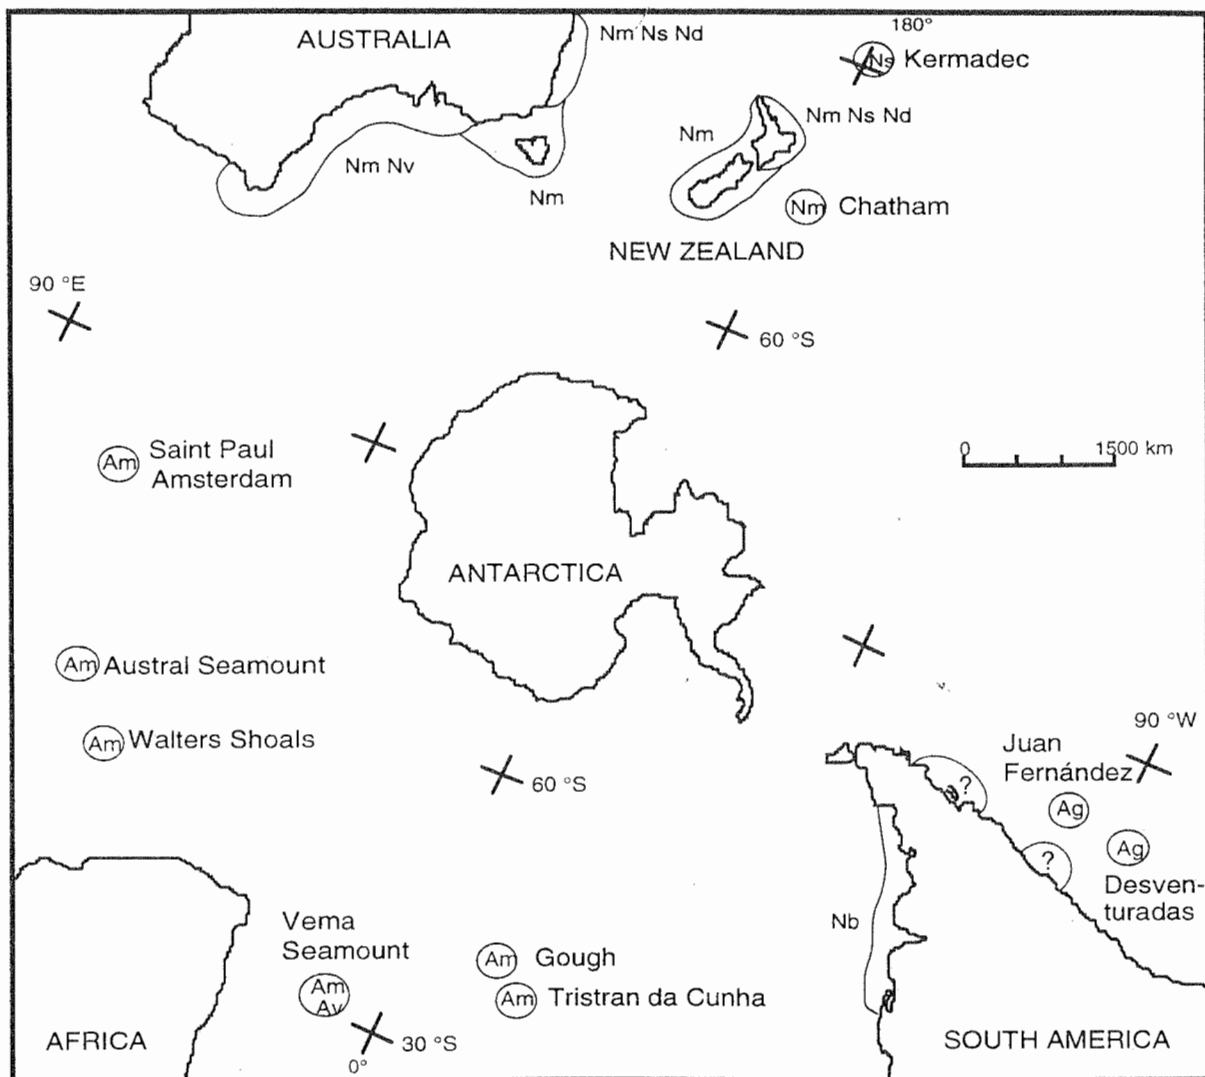 180°
AUSTRALIA
Nm Ns Nd
Ns Kermadec
Nm
Nm Ns Nd
Nm Nv
Nm
Nm Chatham
NEW ZEALAND
90 °E
60 °S
0 1500 km
Am
Saint Paul
Amsterdam
ANTARCTICA
Am Austral Seamount
Am Walters Shoals
60 °S
90 °W
Juan
Fernández
?
Ag
?
Ag
Desven-
turadas
Nb
Vema
Seamount
Am
Av
Am Gough
Am Tristran da Cunha
30 °S
0°
AFRICA
SOUTH AMERICA